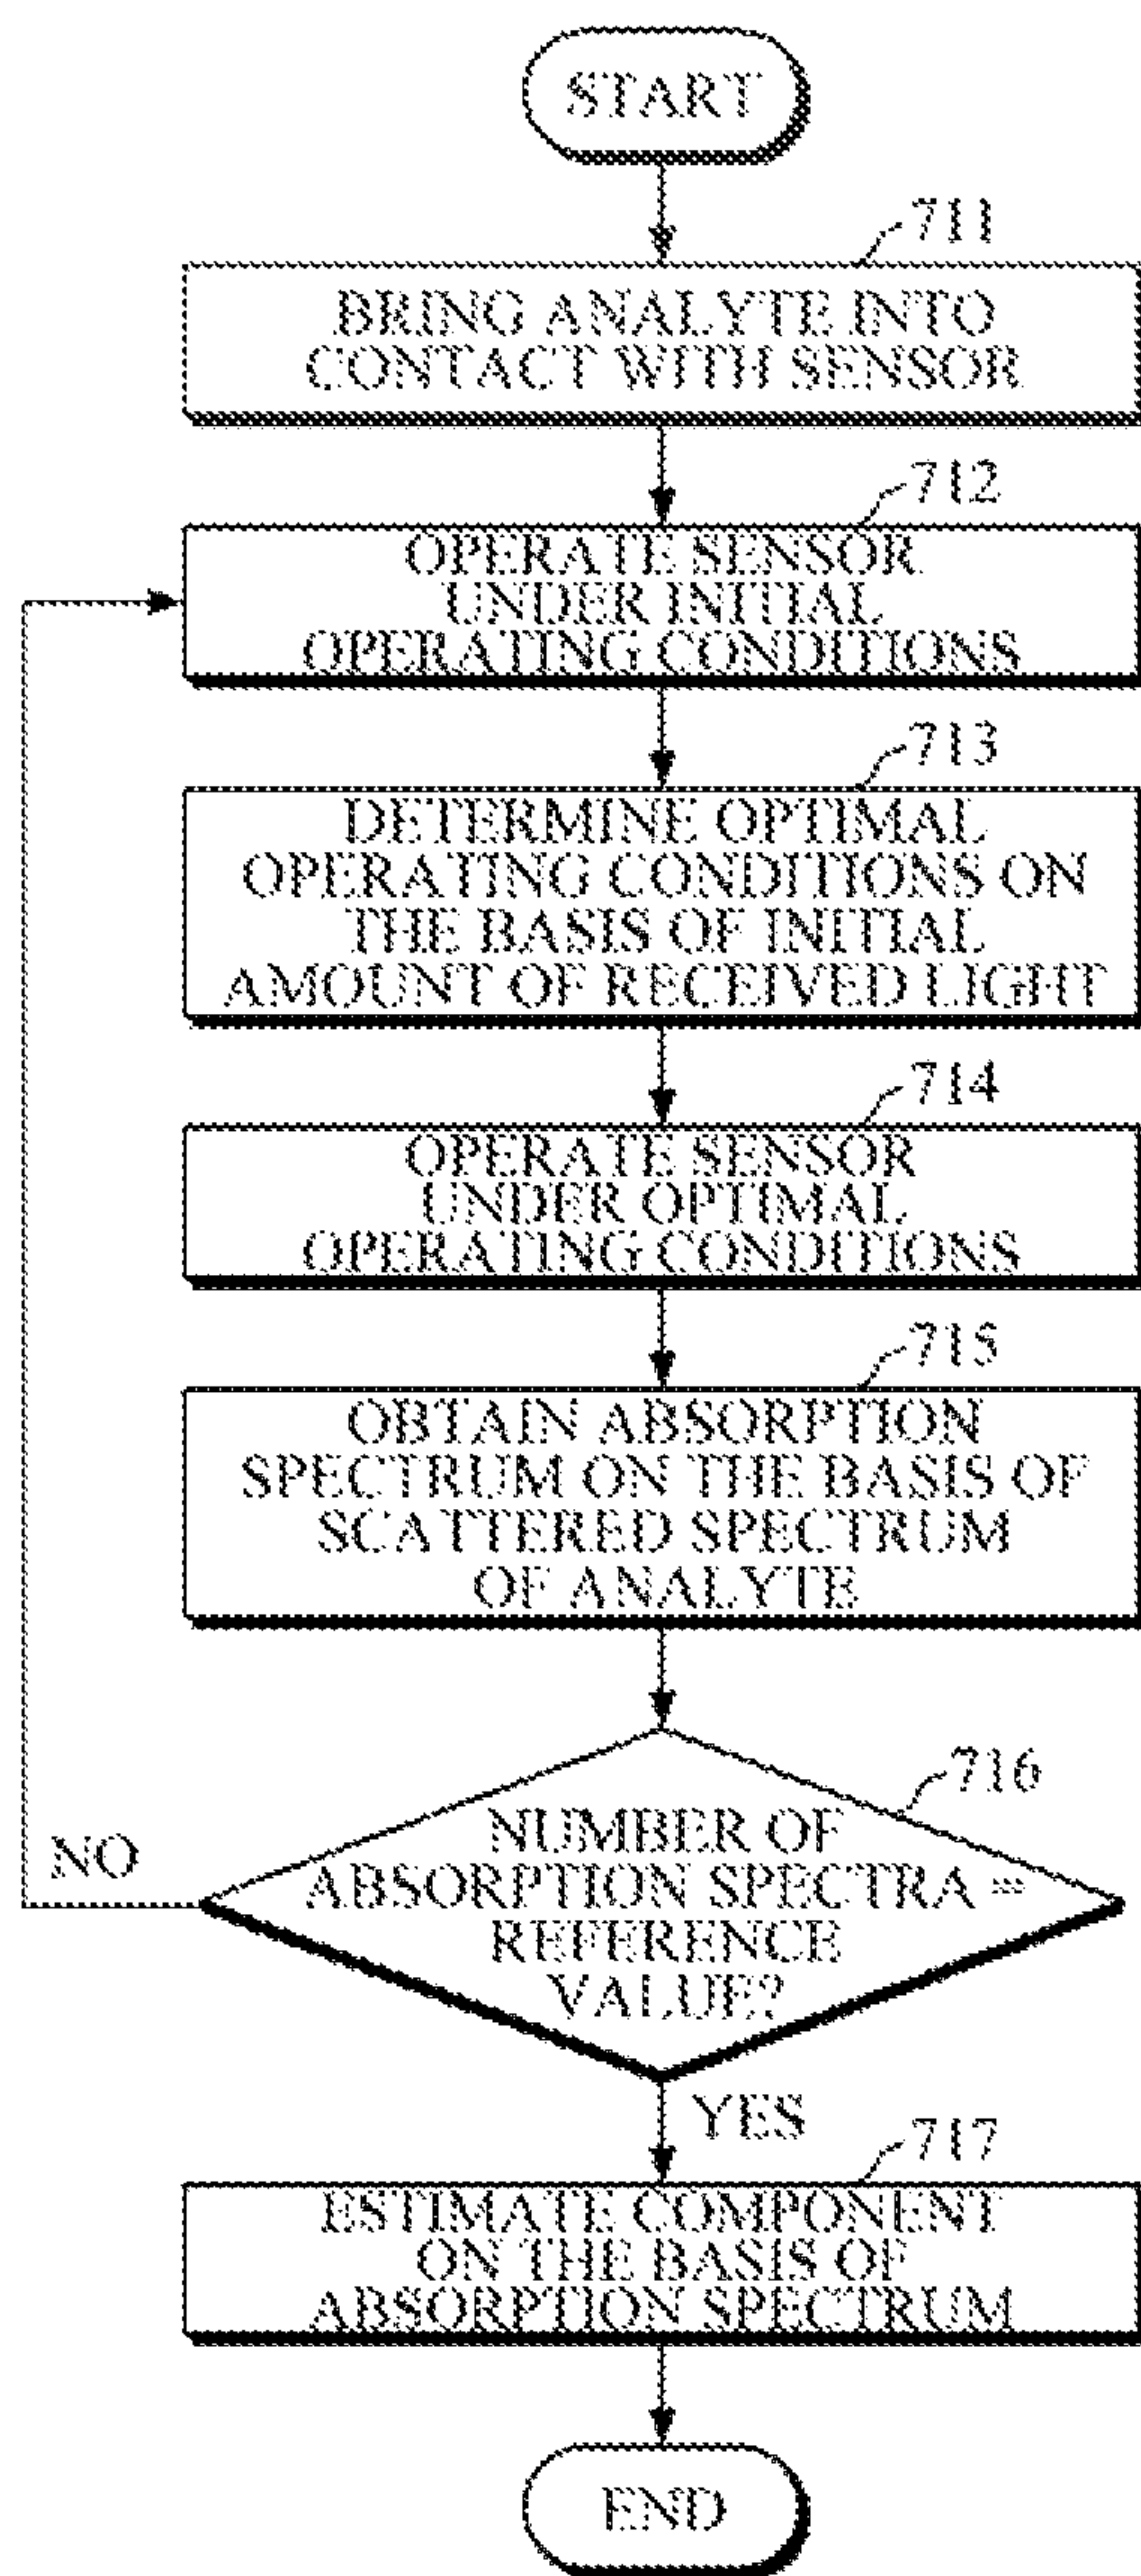 START
711
BRING ANALYTE INTO
CONTACT WITH SENSOR
712
OPERATE SENSOR
UNDER INITIAL
OPERATING CONDITIONS
713
DETERMINE OPTIMAL
OPERATING CONDITIONS ON
THE BASIS OF INITIAL
AMOUNT OF RECEIVED LIGHT
714
OPERATE SENSOR
UNDER OPTIMAL
OPERATING CONDITIONS
715
OBTAIN ABSORPTION
SPECTRUM ON THE BASIS OF
SCATTERED SPECTRUM
OF ANALYTE
716
NUMBER OF
ABSORPTION SPECTRA =
REFERENCE
VALUE?
NO
YES
717
ESTIMATE COMPONENT
ON THE BASIS OF
ABSORPTION SPECTRUM
END